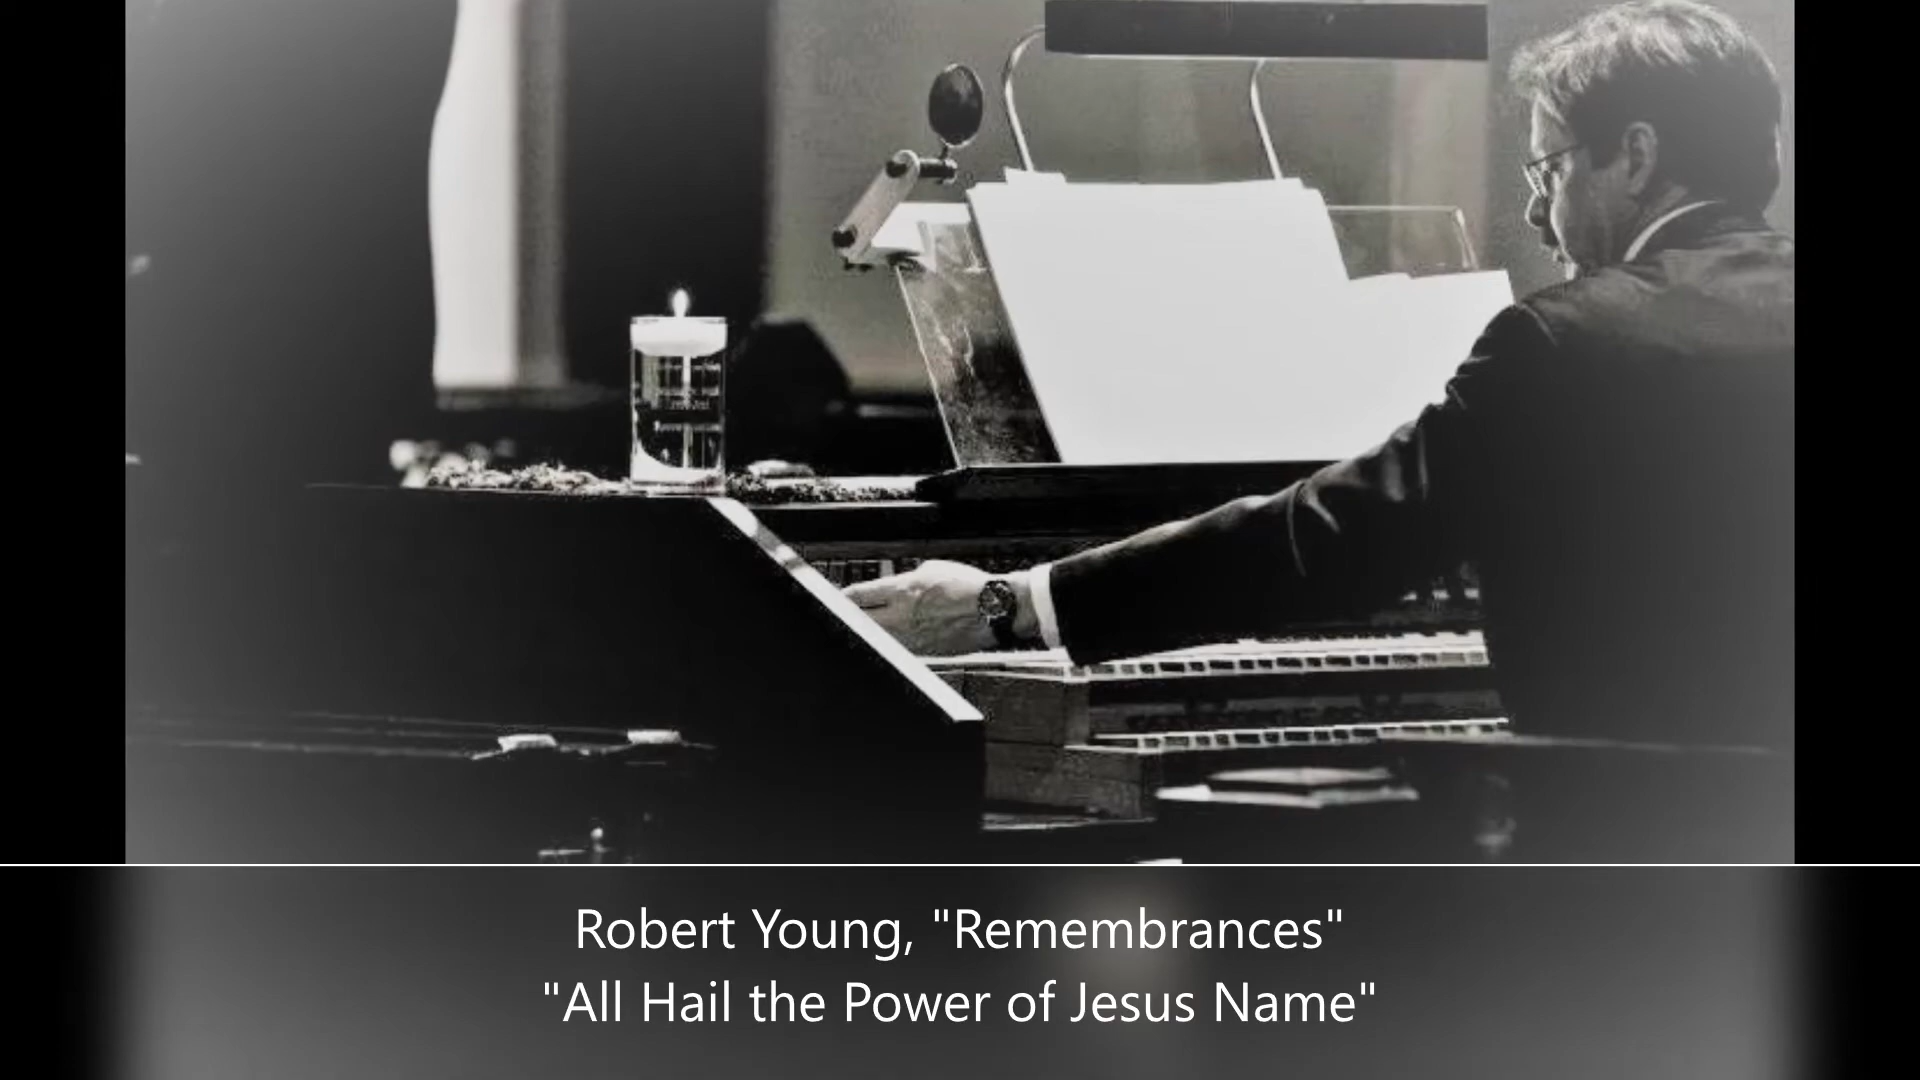 Robert Young, "Remembrances"
"All Hail the Power of Jesus Name"